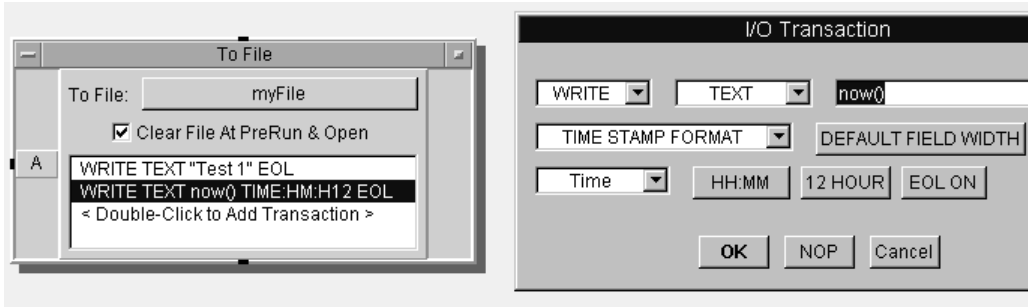 To File
To File: myFile
Clear File At PreRun & Open
A
WRITE TEXT "Test 1" EOL
WRITE TEXT now() TIME:HM:H12 EOL
< Double-Click to Add Transaction >
I/O Transaction
WRITE TEXT now()
TIME STAMP FORMAT DEFAULT FIELD WIDTH
Time HH:MM 12 HOUR EOL ON
OK NOP Cancel